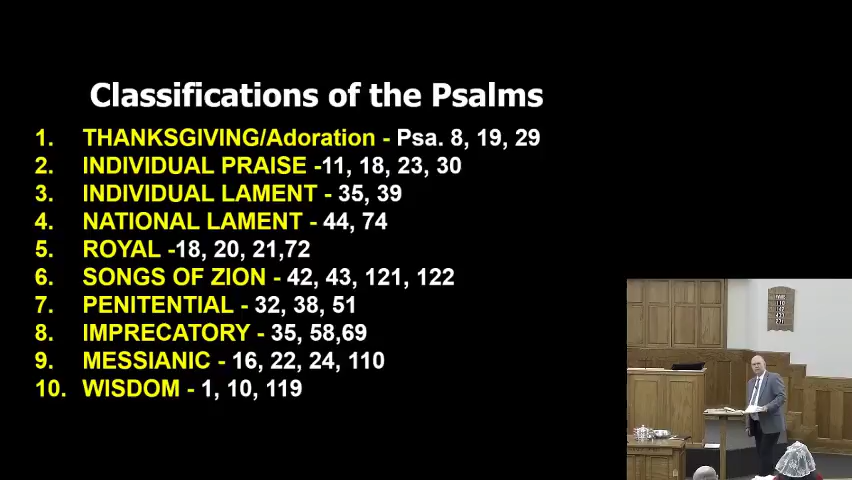 Classifications of the Psalms
1. THANKSGIVING/Adoration - Psa. 8, 19, 29
2. INDIVIDUAL PRAISE -11, 18, 23, 30
3. INDIVIDUAL LAMENT - 35, 39
4. NATIONAL LAMENT - 44, 74
5. ROYAL -18, 20, 21,72
6. SONGS OF ZION - 42, 43, 121, 122
7. PENITENTIAL - 32, 38, 51
8. IMPRECATORY - 35, 58,69
9. MESSIANIC - 16, 22, 24, 110
10. WISDOM - 1, 10, 119